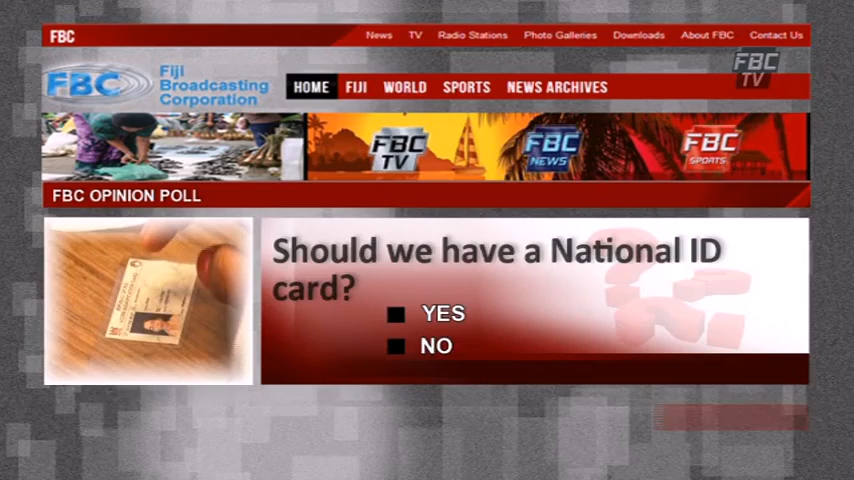 FBC
News TV Radio Stations Photo Galleries Downloads About FBC Contact Us
FBC
TV
FBC
Fiji
Broadcasting
Corporation
HOME FIJI WORLD SPORTS NEWS ARCHIVES
FBC
TV
FBC
NEWS
FBC
SPORTS
FBC OPINION POLL
Should we have a National ID
card?
YES
NO